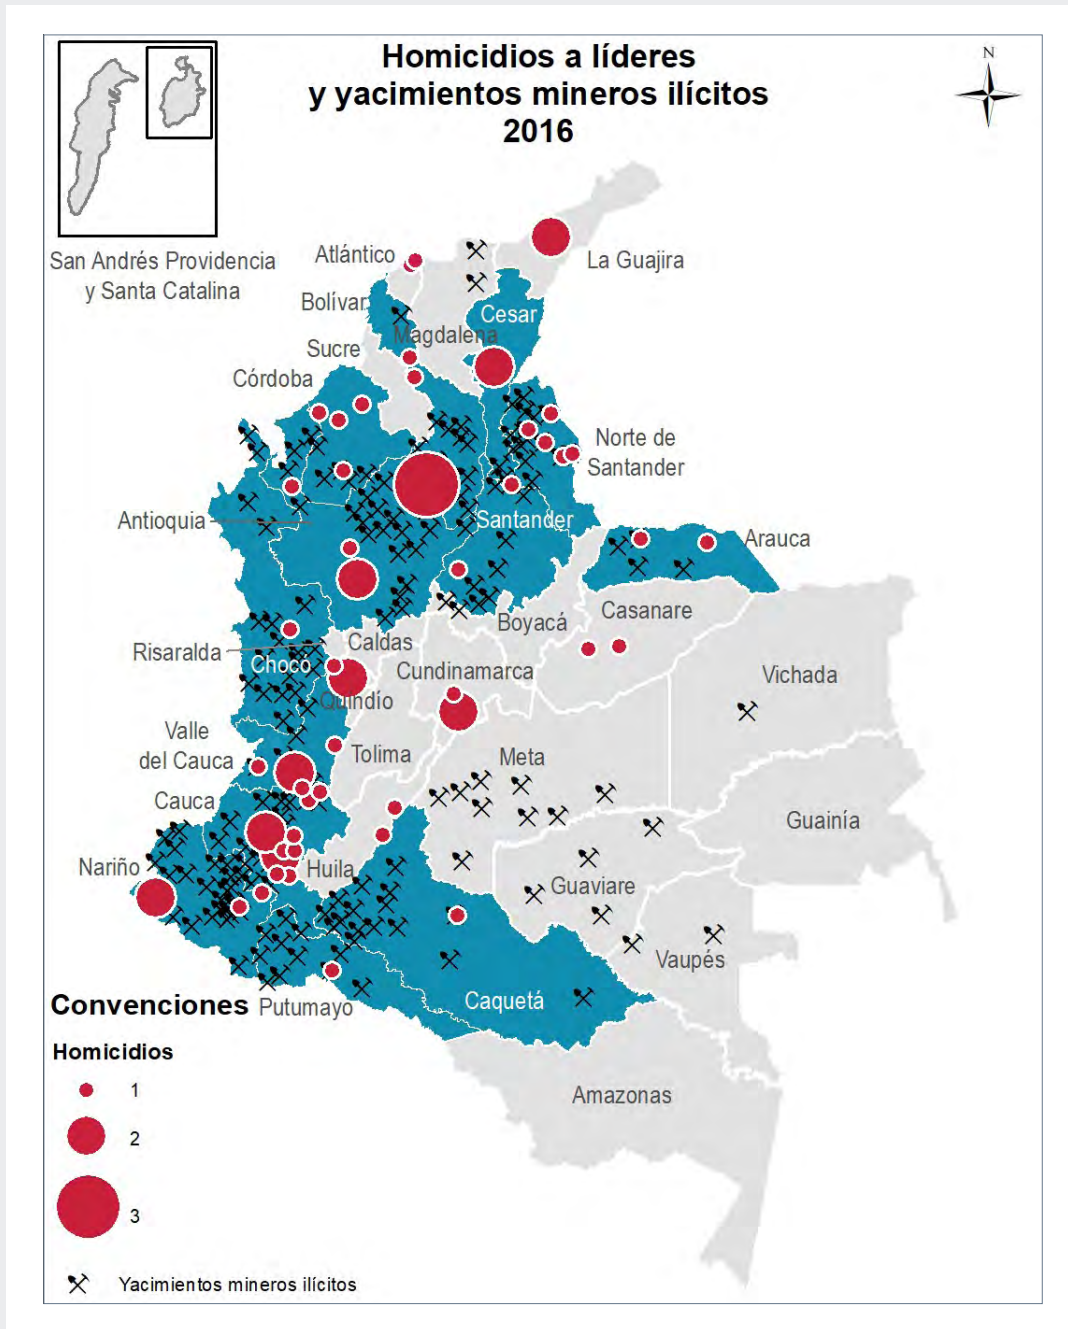 Homicidios a líderes
y yacimientos mineros ilícitos
2016
N
San Andrés Providencia
y Santa Catalina
Atlántico
La Guajira
Bolívar
Cesar
Magdalena
Sucre
Córdoba
Norte de
Santander
Antioquia
Santander
Arauca
Casanare
Boyacá
Risaralda
Caldas
Chocó
Cundinamarca
Vichada
Quindío
Valle
del Cauca
Tolima
Meta
Cauca
Guainía
Nariño
Huila
Guaviare
Vaupés
Caquetá
Putumayo
Amazonas
Convenciones
Homicidios
1
2
3
Yacimientos mineros ilícitos